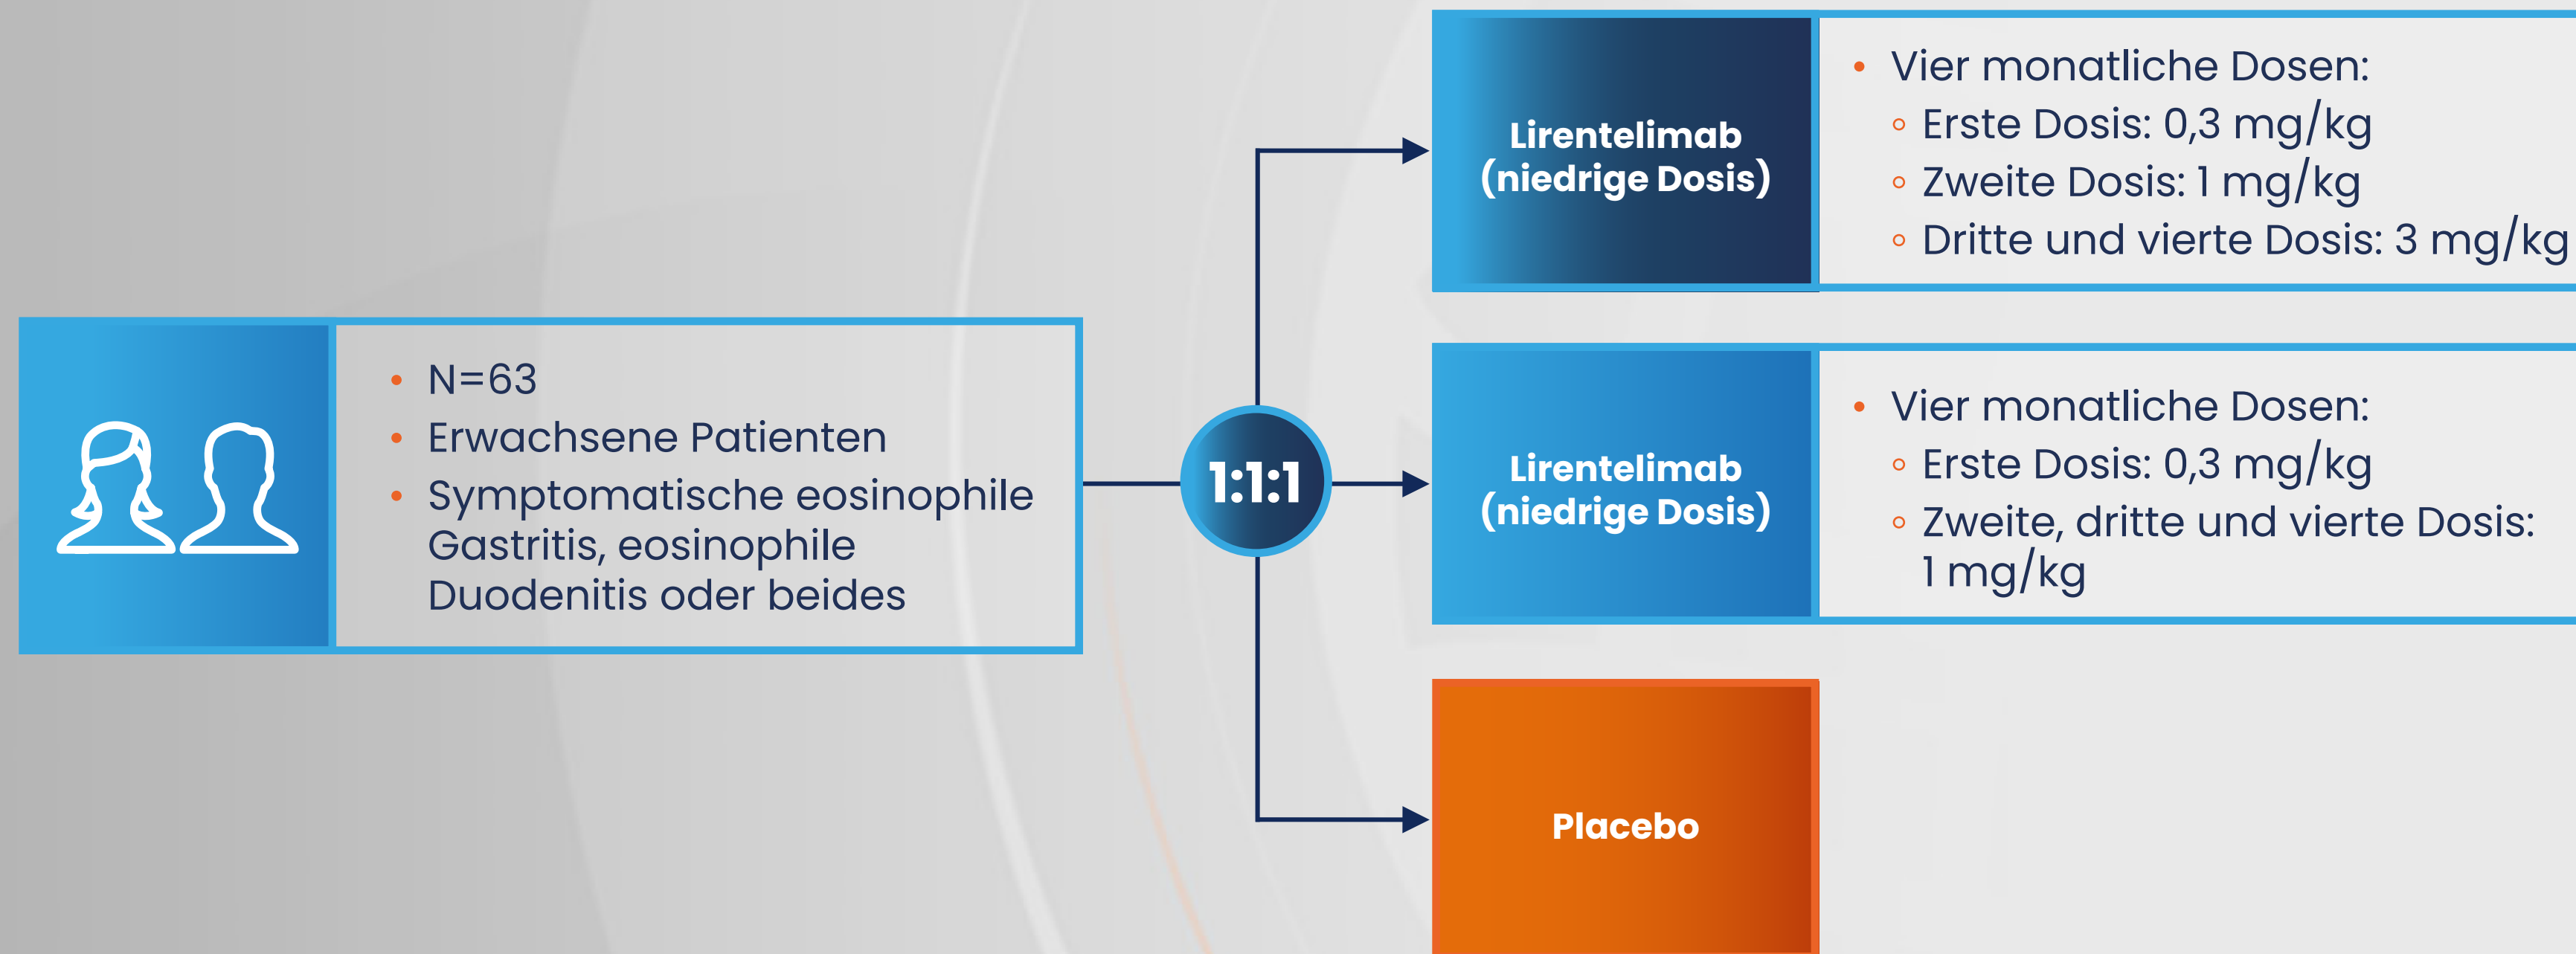 N=63
Erwachsene Patienten
Symptomatische eosinophile
Gastritis, eosinophile
Duodenitis oder beides
1:1:1
Lirentelimab
(niedrige Dosis)
Vier monatliche Dosen:
Erste Dosis: 0,3 mg/kg
Zweite Dosis: 1 mg/kg
Dritte und vierte Dosis: 3 mg/kg
Lirentelimab
(niedrige Dosis)
Vier monatliche Dosen:
Erste Dosis: 0,3 mg/kg
Zweite, dritte und vierte Dosis:
1 mg/kg
Placebo